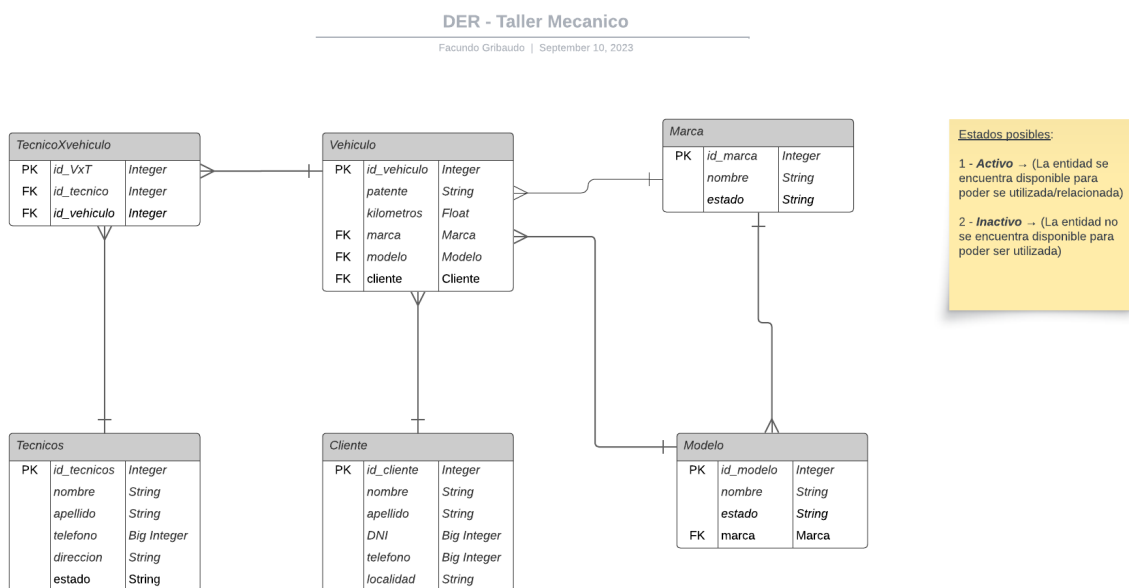 DER - Taller Mecanico
Facundo Gribaudo | September 10, 2023
TecnicoXvehiculo
PK id_VxT Integer
FK id_tecnico Integer
FK id_vehiculo Integer
Vehiculo
PK id_vehiculo Integer
patente String
kilometros Float
FK marca Marca
FK modelo Modelo
FK cliente Cliente
Marca
PK id_marca Integer
nombre String
estado String
Estados posibles:
1 - Activo → (La entidad se
encuentra disponible para
poder se utilizada/relacionada)
2 - Inactivo → (La entidad no
se encuentra disponible para
poder ser utilizada)
Tecnicos
PK id_tecnicos Integer
nombre String
apellido String
telefono Big Integer
direccion String
estado String
Cliente
PK id_cliente Integer
nombre String
apellido String
DNI Big Integer
telefono Big Integer
localidad String
Modelo
PK id_modelo Integer
nombre String
estado String
FK marca Marca